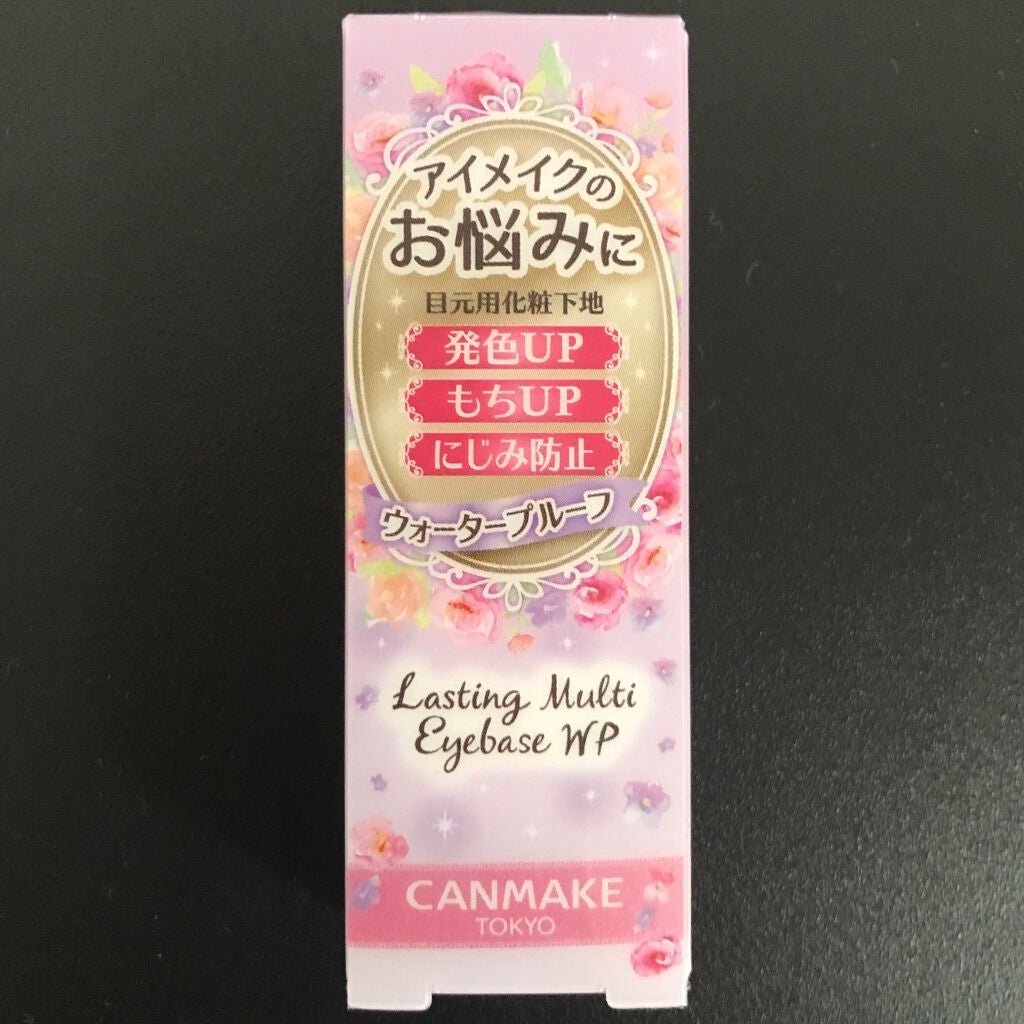 アイメイクの
お悩みに
目元用化粧下地
発色UP
もちUP
にじみ防止
ウォータープルーフ
Lasting Multi
Eyebase WP
CANMAKE
TOKYO